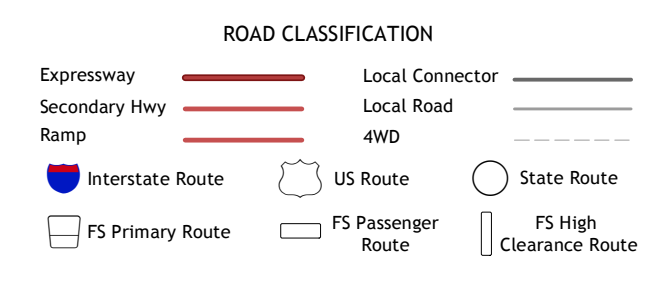 ROAD CLASSIFICATION
Expressway
Local Connector
Secondary Hwy
Local Road
Ramp
4WD
Interstate Route
US Route
State Route
FS Primary Route
FS Passenger
Route
FS High
Clearance Route